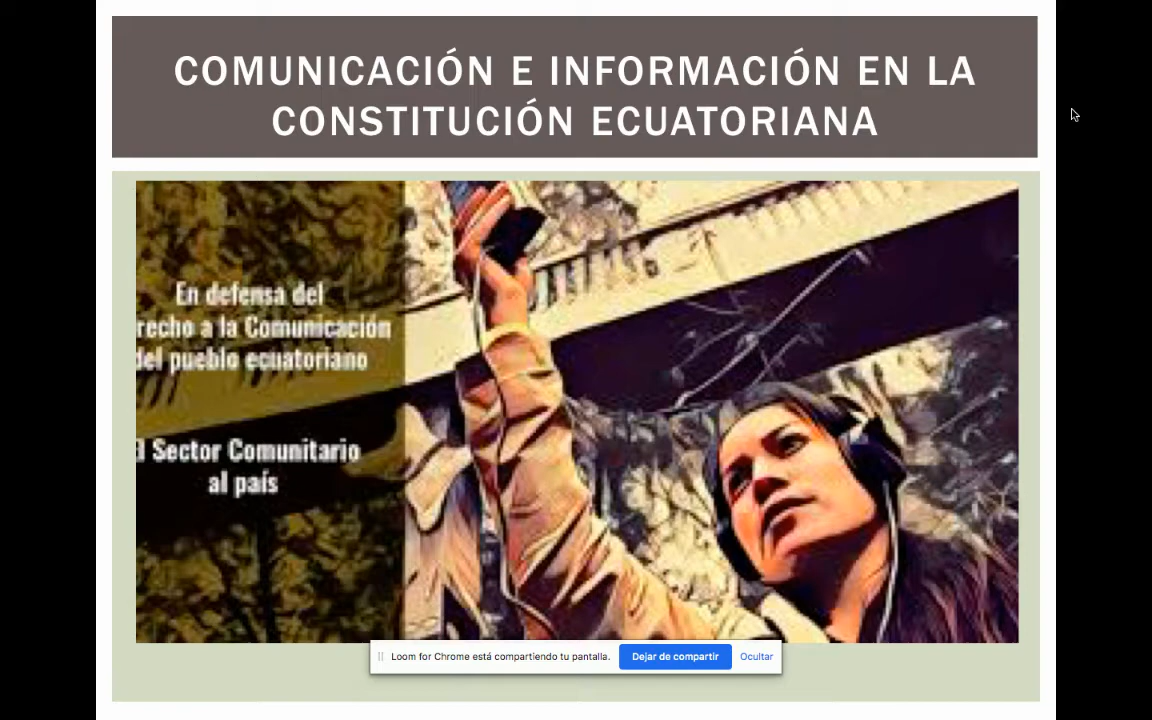 COMUNICACIÓN E INFORMACIÓN EN LA
CONSTITUCIÓN ECUATORIANA
En defensa del
recho a la Comunicación
del pueblo ecuatoriano
l Sector Comunitario
al país
Loom for Chrome está compartiendo tu pantalla. Dejar de compartir Ocultar